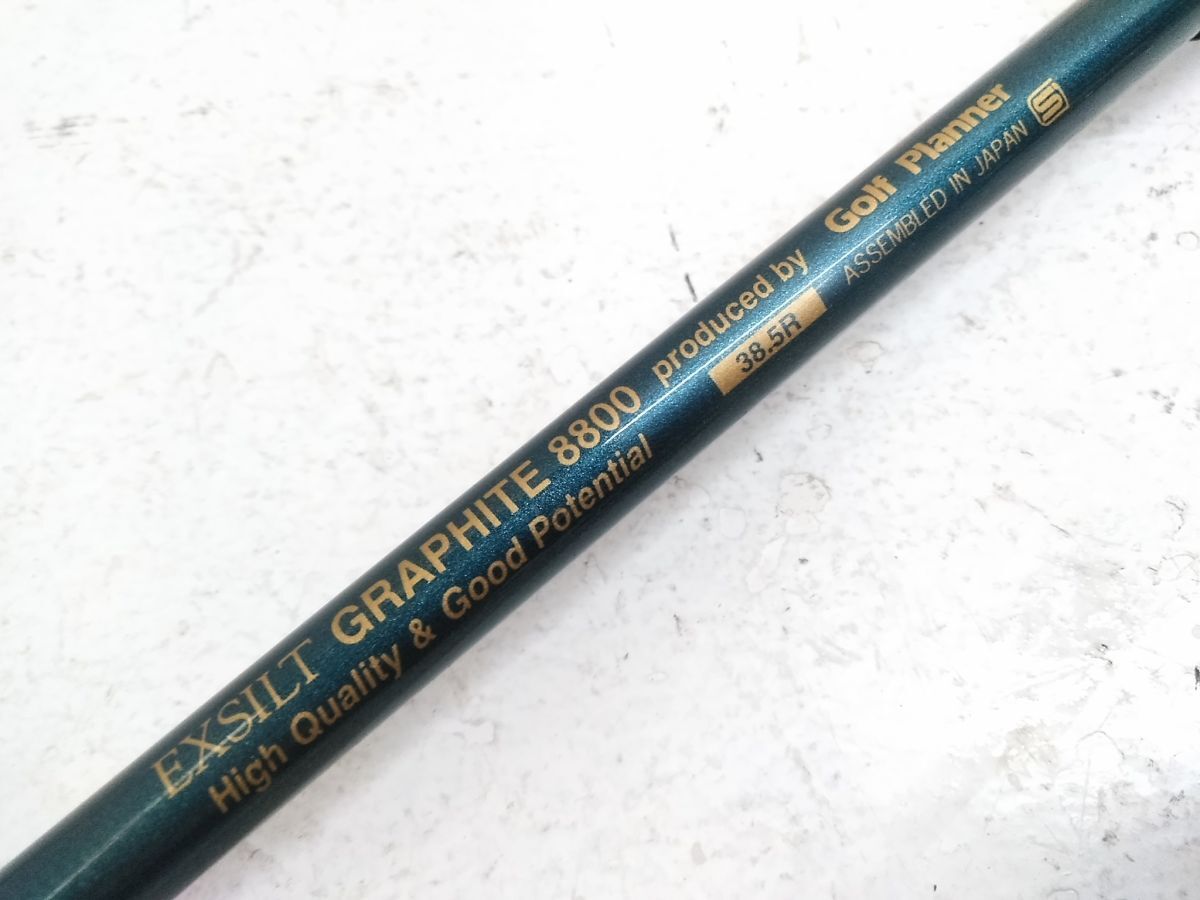 EXSILT GRAPHITE 8800 produced by Golf Planner
High Quality & Good Potential
38.5R
ASSEMBLED IN JAPAN S